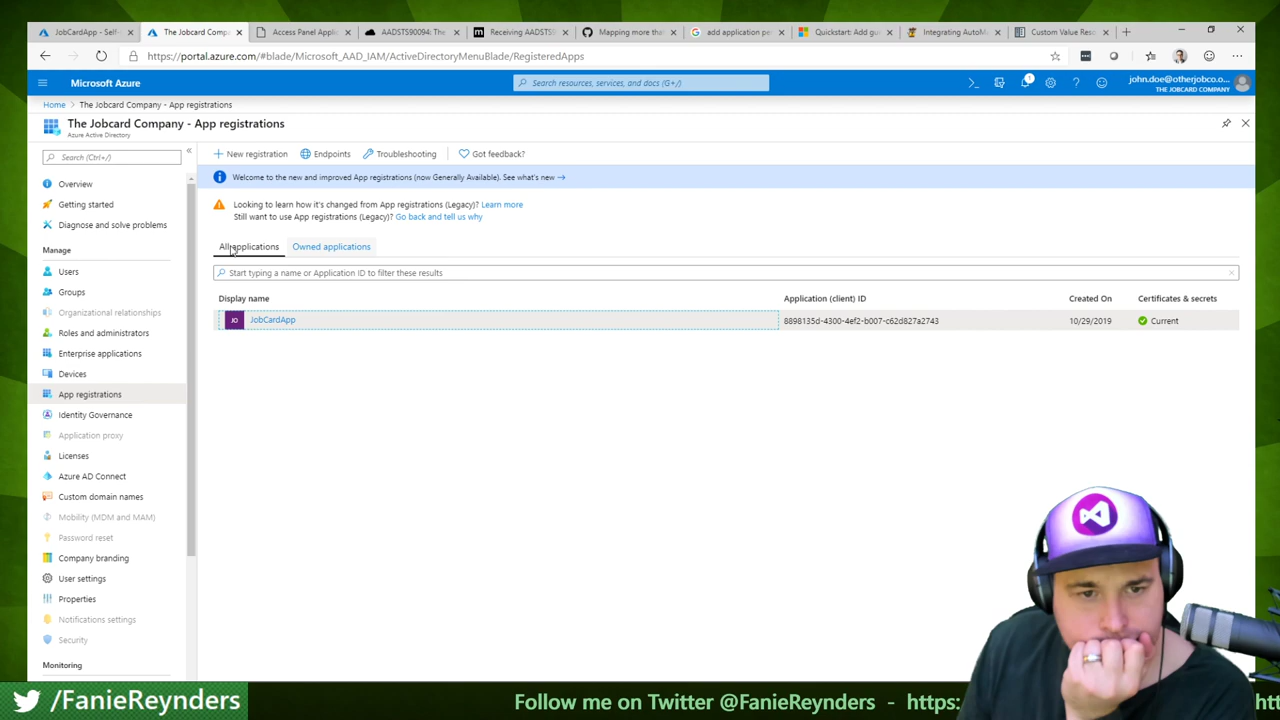 JobCardApp - Self-
The Jobcard Comp
Access Panel Applic
AADSTS90094: The
Receiving AADSTS9
Mapping more that
add application pe
Quickstart: Add gu
Integrating AutoM
Custom Value Reso
https://portal.azure.com/#blade/Microsoft_AAD_IAM/ActiveDirectoryMenuBlade/RegisteredApps
Microsoft Azure
Search resources, services, and docs (G+/)
1
john.doe@otherjobco.o...
THE JOBCARD COMPANY
Home > The Jobcard Company - App registrations
The Jobcard Company - App registrations
Azure Active Directory
Search (Ctrl+/)
Overview
Getting started
Diagnose and solve problems
Manage
Users
Groups
Organizational relationships
Roles and administrators
Enterprise applications
Devices
App registrations
Identity Governance
Application proxy
Licenses
Azure AD Connect
Custom domain names
Mobility (MDM and MAM)
Password reset
Company branding
User settings
Properties
Notifications settings
Security
Monitoring
New registration
Endpoints
Troubleshooting
Got feedback?
Welcome to the new and improved App registrations (now Generally Available). See what's new →
Looking to learn how it's changed from App registrations (Legacy)? Learn more
Still want to use App registrations (Legacy)? Go back and tell us why
All applications
Owned applications
Start typing a name or Application ID to filter these results
Display name
Application (client) ID
Created On
Certificates & secrets
JO
JobCardApp
8898135d-4300-4ef2-b007-c62d827a2743
10/29/2019
Current
/FanieReynders
Follow me on Twitter @FanieReynders - https: